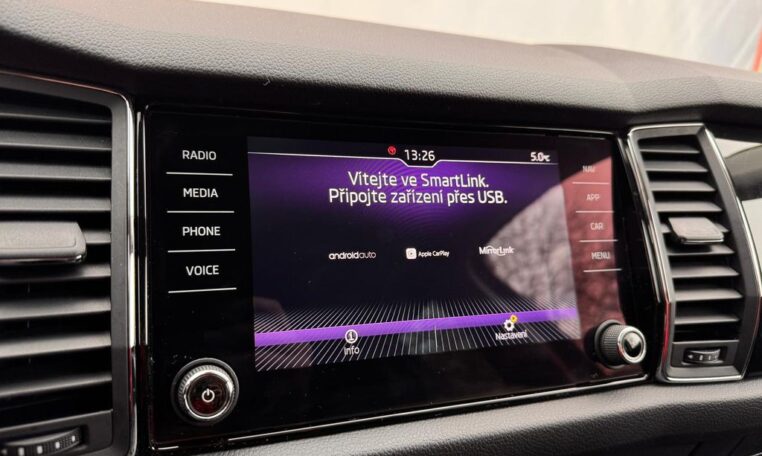 RADIO
MEDIA
PHONE
VOICE
13:26
5.0°C
Vítejte ve SmartLink.
Připojte zařízení přes USB.
androidauto
Apple CarPlay
MirrorLink
Info
Nastavení
NAV
APP
CAR
MENU